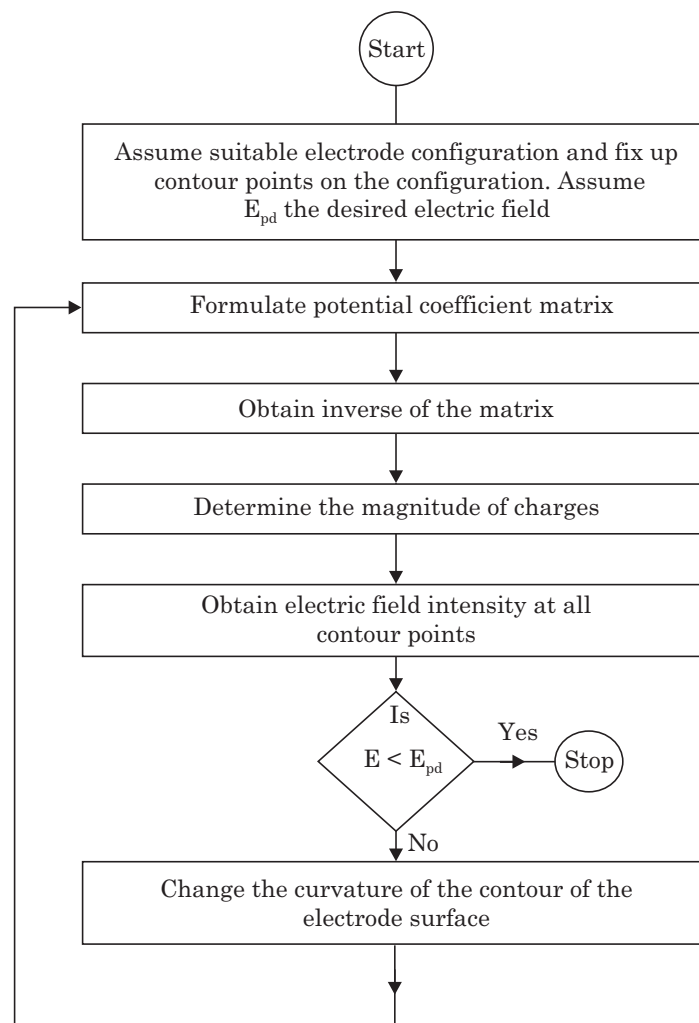 Start
Assume suitable electrode configuration and fix up
contour points on the configuration. Assume
E_pd the desired electric field
Formulate potential coefficient matrix
Obtain inverse of the matrix
Determine the magnitude of charges
Obtain electric field intensity at all
contour points
Is
E < E_pd
Yes
Stop
No
Change the curvature of the contour of the
electrode surface